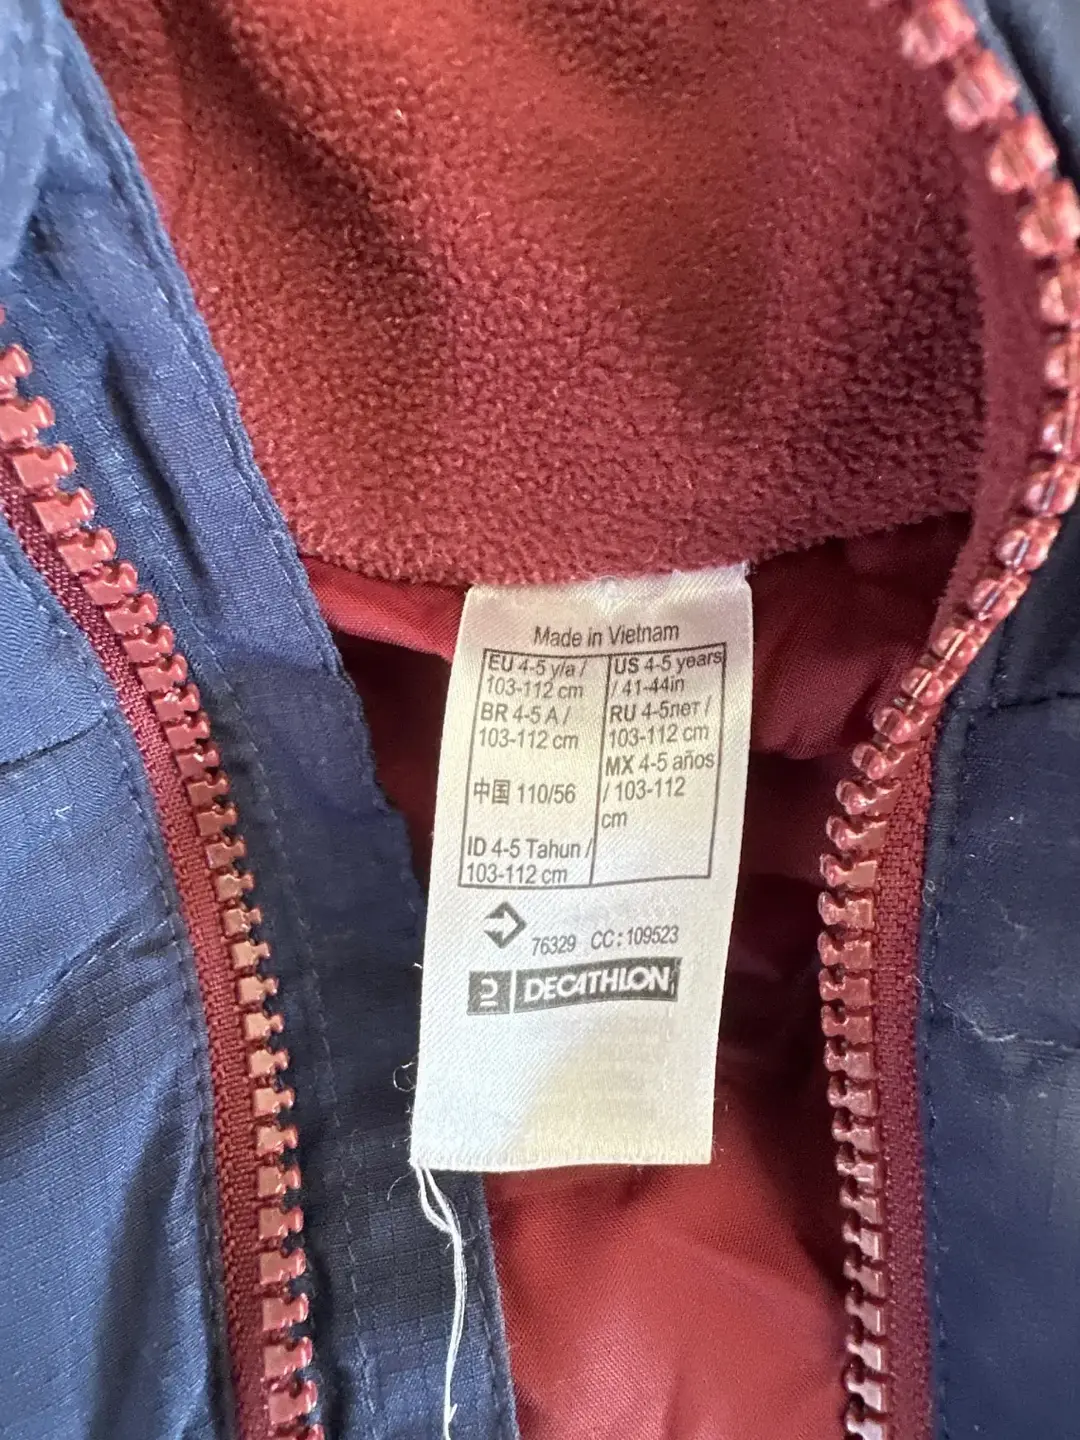 Made in Vietnam
EU 4-5 y/a /
103-112 cm
BR 4-5 A /
103-112 cm
中国 110/56
ID 4-5 Tahun /
103-112 cm
US 4-5 years
/ 41-44in
RU 4-5лет /
103-112 cm
MX 4-5 años
/ 103-112
cm
76329 CC:109523
DECATHLON